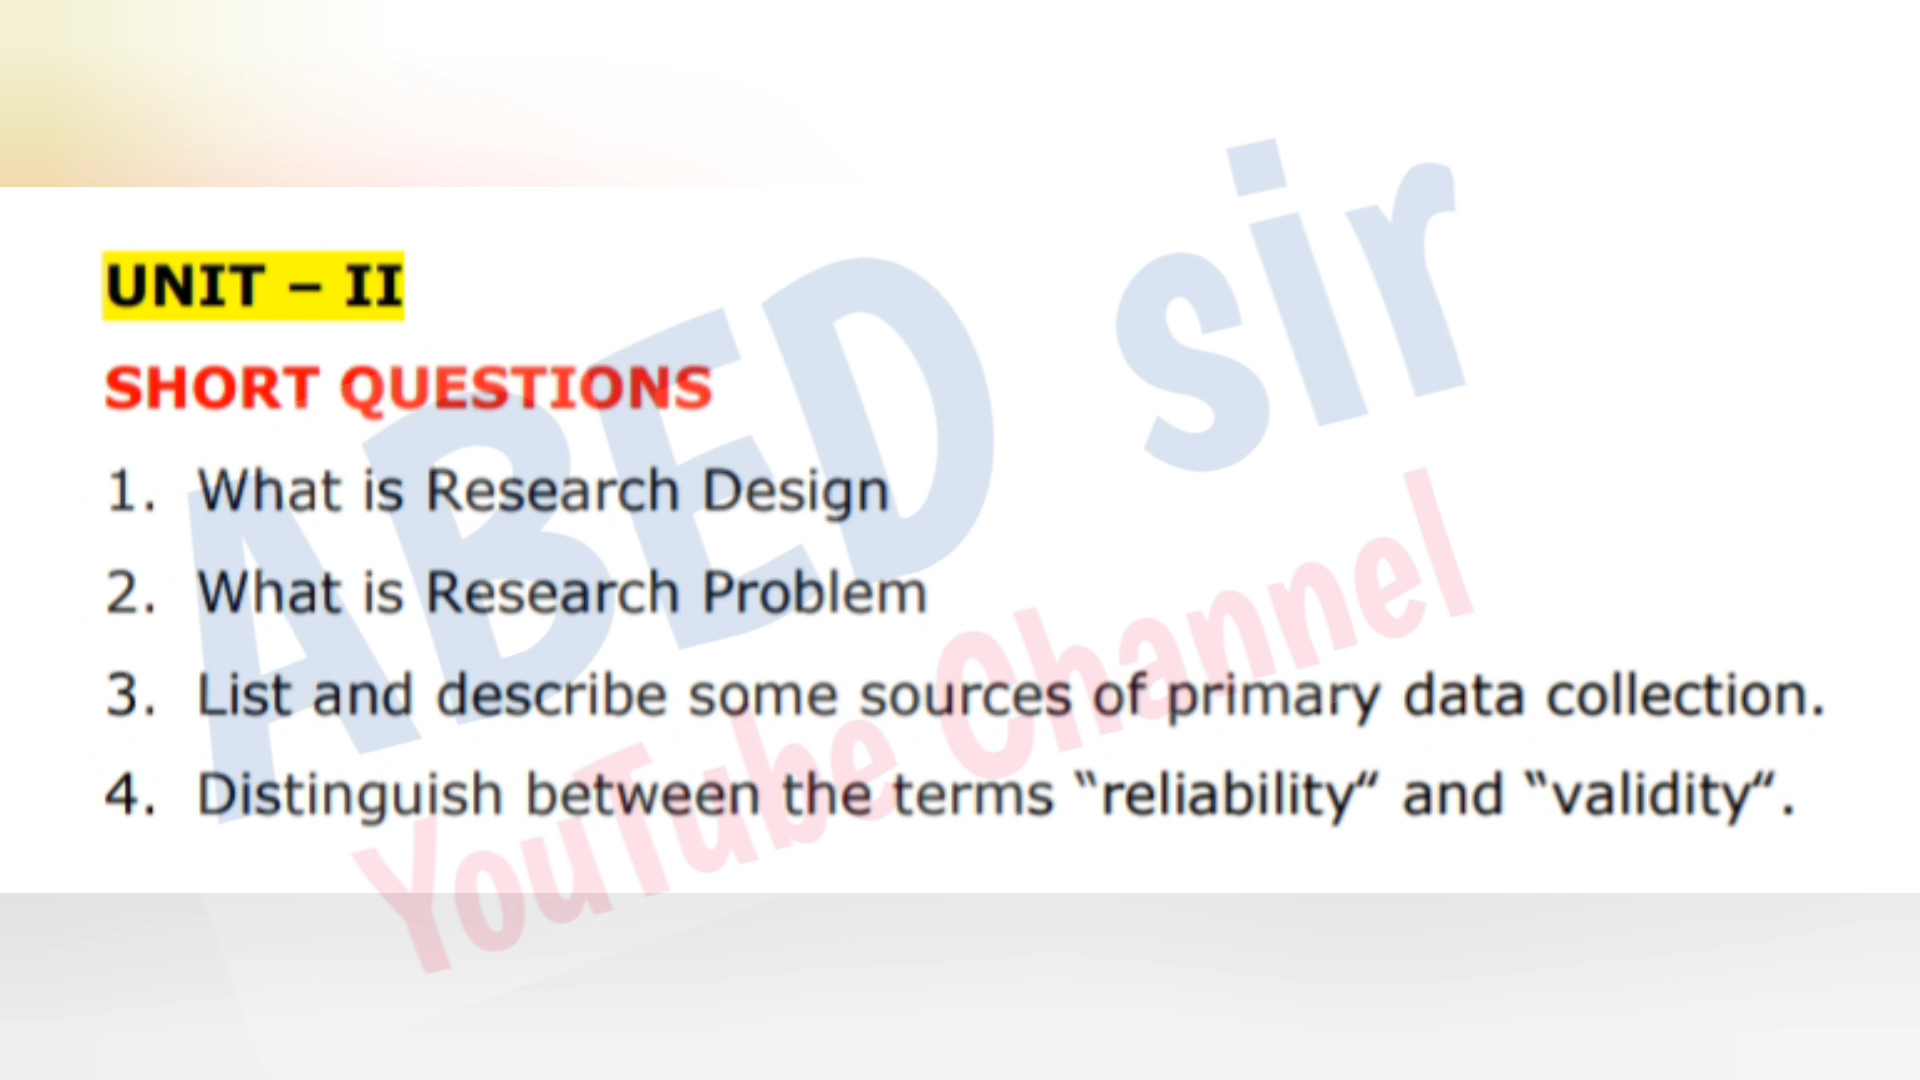 UNIT – II
SHORT QUESTIONS
1. What is Research Design
2. What is Research Problem
3. List and describe some sources of primary data collection.
4. Distinguish between the terms “reliability” and “validity”.
ABED sir
YouTube Channel